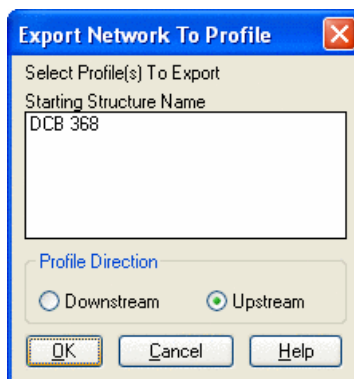 Export Network To Profile
Select Profile(s) To Export
Starting Structure Name
DCB 368
Profile Direction
Downstream Upstream
OK Cancel Help